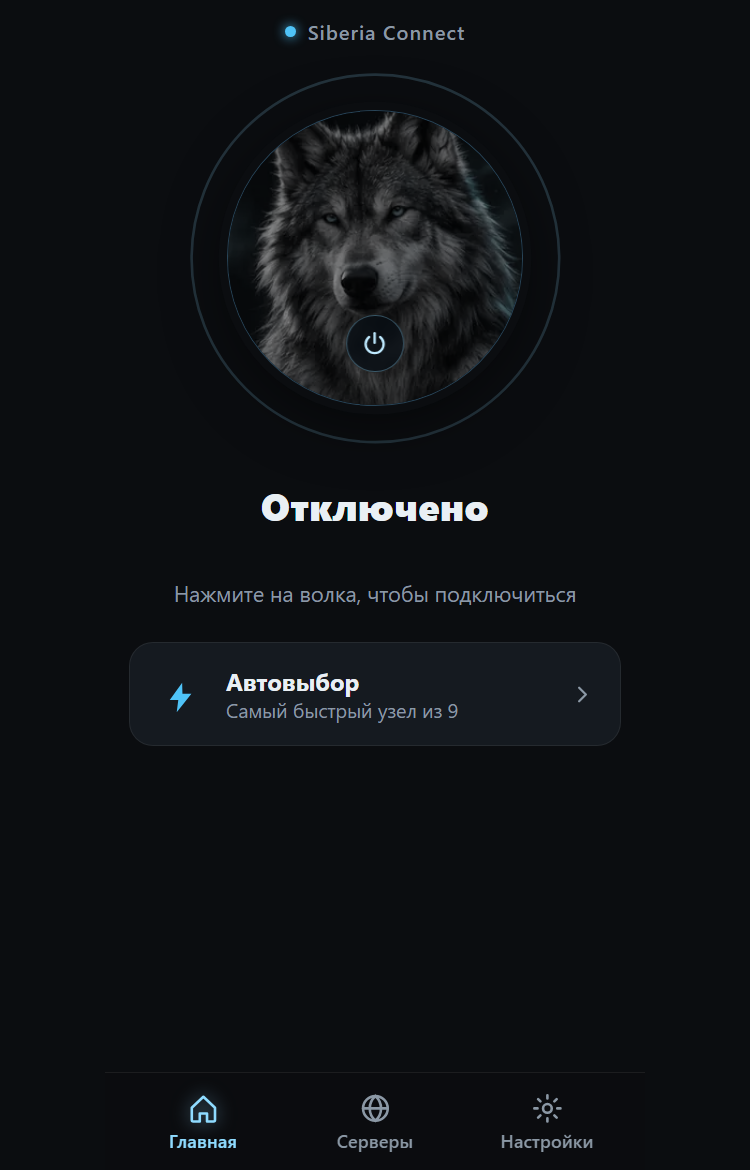 Siberia Connect
Отключено
Нажмите на волка, чтобы подключиться
Автовыбор
Самый быстрый узел из 9
Главная
Серверы
Настройки